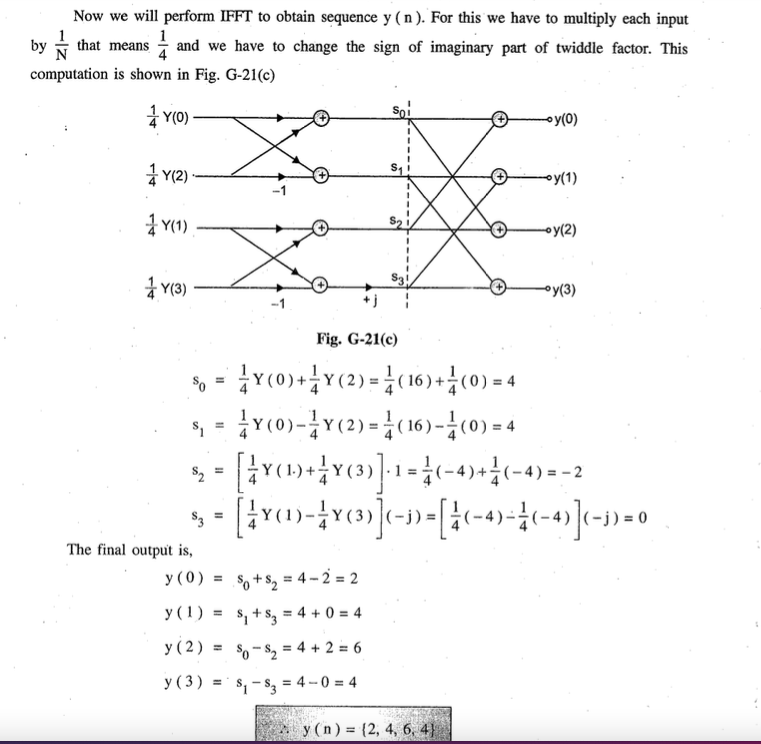 Now we will perform IFFT to obtain sequence y ( n ). For this we have to multiply each input
by 1/N that means 1/4 and we have to change the sign of imaginary part of twiddle factor. This
computation is shown in Fig. G-21(c)
1/4 Y(0) + s0 + y(0)
1/4 Y(2) -1 + s1 + y(1)
1/4 Y(1) + s2 + y(2)
1/4 Y(3) -1 + +j s3 + y(3)
Fig. G-21(c)
s0 = 1/4 Y ( 0 ) + 1/4 Y ( 2 ) = 1/4 ( 16 ) + 1/4 ( 0 ) = 4
s1 = 1/4 Y ( 0 ) – 1/4 Y ( 2 ) = 1/4 ( 16 ) – 1/4 ( 0 ) = 4
s2 = [ 1/4 Y ( 1 ) + 1/4 Y ( 3 ) ] · 1 = 1/4 ( – 4 ) + 1/4 ( – 4 ) = – 2
s3 = [ 1/4 Y ( 1 ) – 1/4 Y ( 3 ) ] ( – j ) = [ 1/4 ( – 4 ) – 1/4 ( – 4 ) ] ( – j ) = 0
The final output is,
y ( 0 ) = s0 + s2 = 4 – 2 = 2
y ( 1 ) = s1 + s3 = 4 + 0 = 4
y ( 2 ) = s0 – s2 = 4 + 2 = 6
y ( 3 ) = s1 – s3 = 4 – 0 = 4
∴ y ( n ) = {2, 4, 6, 4}